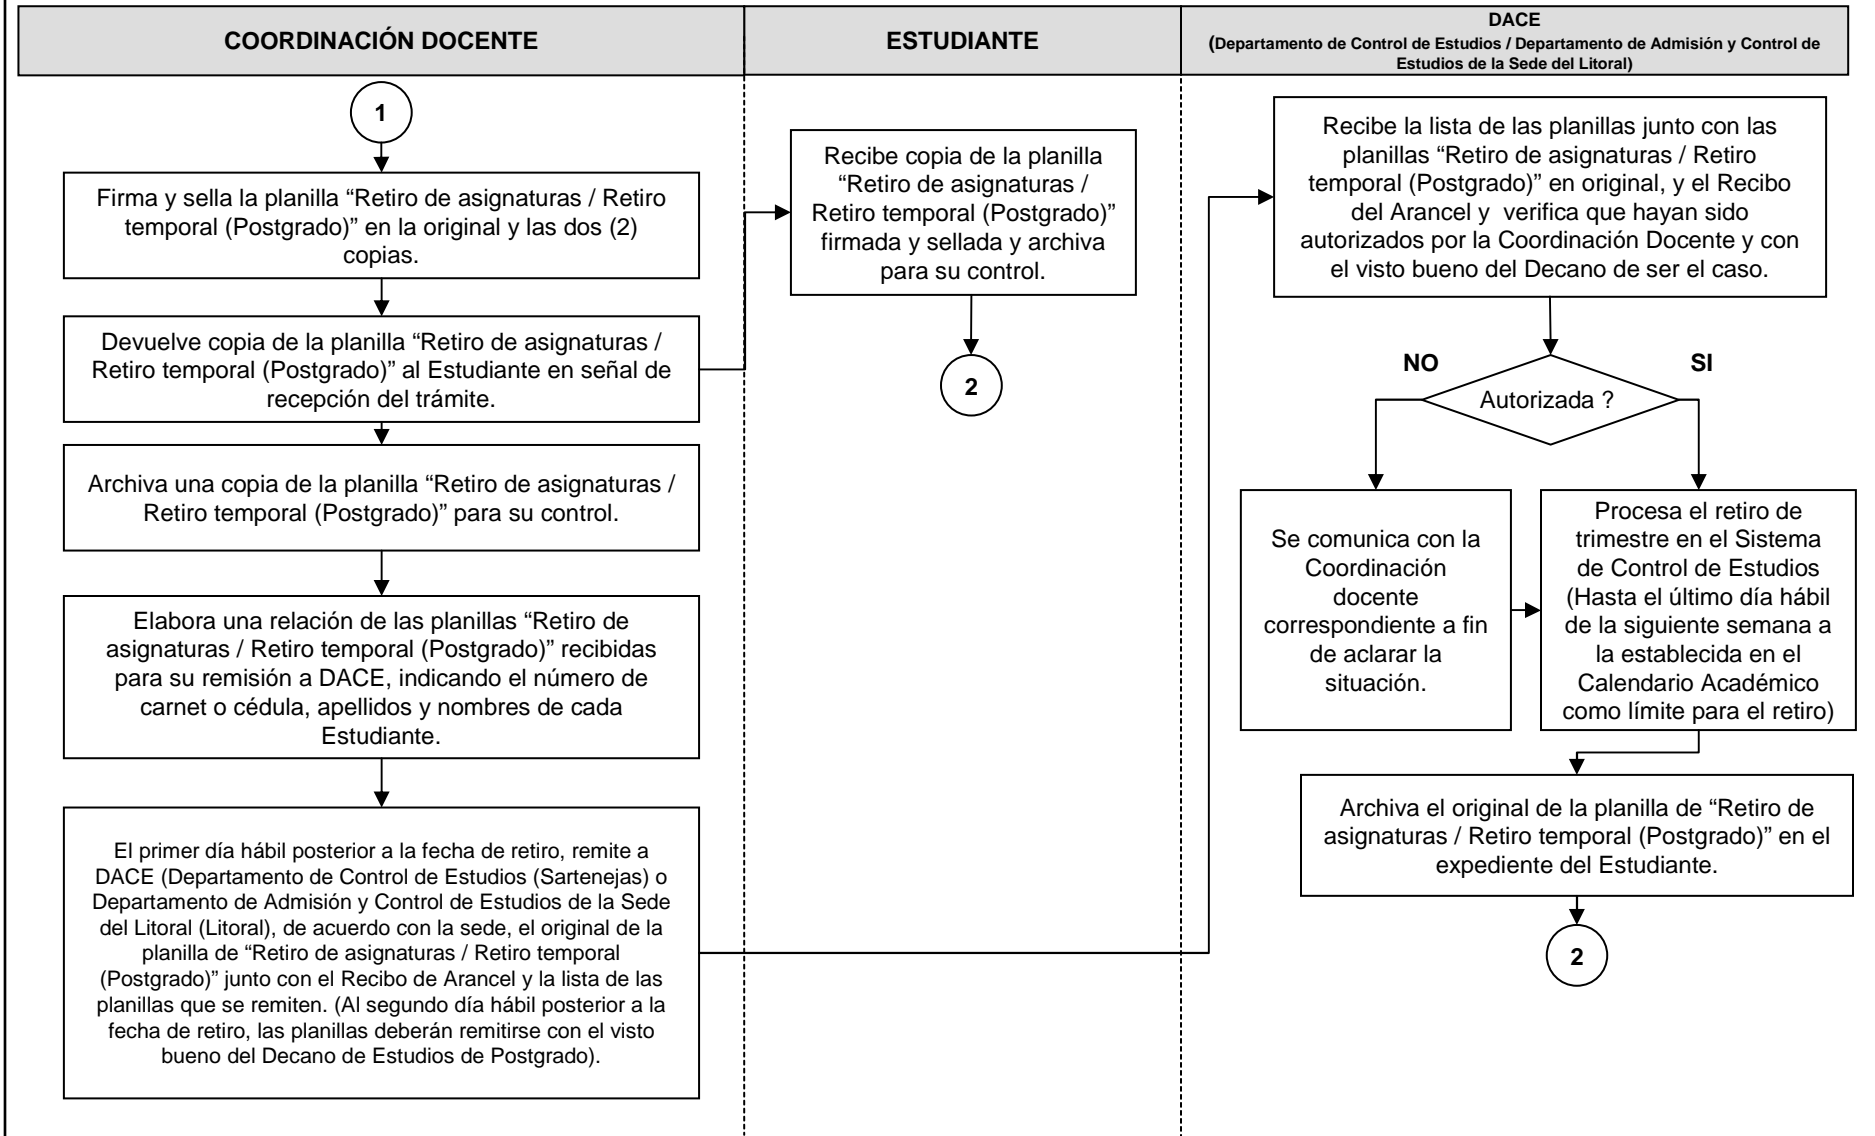 COORDINACIÓN DOCENTE
ESTUDIANTE
DACE
(Departamento de Control de Estudios / Departamento de Admisión y Control de
Estudios de la Sede del Litoral)
1
Firma y sella la planilla “Retiro de asignaturas / Retiro
temporal (Postgrado)” en la original y las dos (2)
copias.
Devuelve copia de la planilla “Retiro de asignaturas /
Retiro temporal (Postgrado)” al Estudiante en señal de
recepción del trámite.
Archiva una copia de la planilla “Retiro de asignaturas /
Retiro temporal (Postgrado)” para su control.
Elabora una relación de las planillas “Retiro de
asignaturas / Retiro temporal (Postgrado)” recibidas
para su remisión a DACE, indicando el número de
carnet o cédula, apellidos y nombres de cada
Estudiante.
El primer día hábil posterior a la fecha de retiro, remite a
DACE (Departamento de Control de Estudios (Sartenejas) o
Departamento de Admisión y Control de Estudios de la Sede
del Litoral (Litoral), de acuerdo con la sede, el original de la
planilla de “Retiro de asignaturas / Retiro temporal
(Postgrado)” junto con el Recibo de Arancel y la lista de las
planillas que se remiten. (Al segundo día hábil posterior a la
fecha de retiro, las planillas deberán remitirse con el visto
bueno del Decano de Estudios de Postgrado).
Recibe copia de la planilla
“Retiro de asignaturas /
Retiro temporal (Postgrado)”
firmada y sellada y archiva
para su control.
2
Recibe la lista de las planillas junto con las
planillas “Retiro de asignaturas / Retiro
temporal (Postgrado)” en original, y el Recibo
del Arancel y verifica que hayan sido
autorizados por la Coordinación Docente y con
el visto bueno del Decano de ser el caso.
NO
SI
Autorizada ?
Se comunica con la
Coordinación
docente
correspondiente a fin
de aclarar la
situación.
Procesa el retiro de
trimestre en el Sistema
de Control de Estudios
(Hasta el último día hábil
de la siguiente semana a
la establecida en el
Calendario Académico
como límite para el retiro)
Archiva el original de la planilla de “Retiro de
asignaturas / Retiro temporal (Postgrado)” en el
expediente del Estudiante.
2